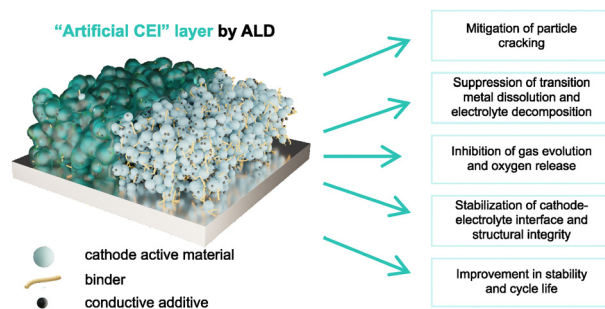 “Artificial CEI” layer by ALD
cathode active material
binder
conductive additive
Mitigation of particle
cracking
Suppression of transition
metal dissolution and
electrolyte decomposition
Inhibition of gas evolution
and oxygen release
Stabilization of cathode-
electrolyte interface and
structural integrity
Improvement in stability
and cycle life